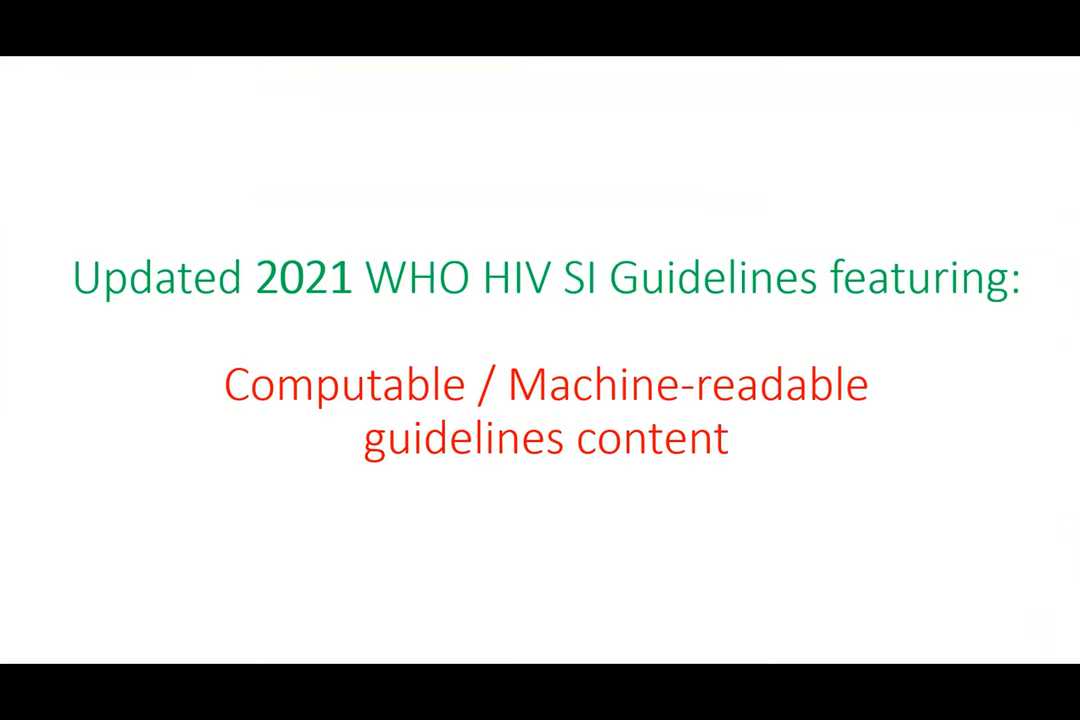 Updated 2021 WHO HIV SI Guidelines featuring:
Computable / Machine-readable
guidelines content